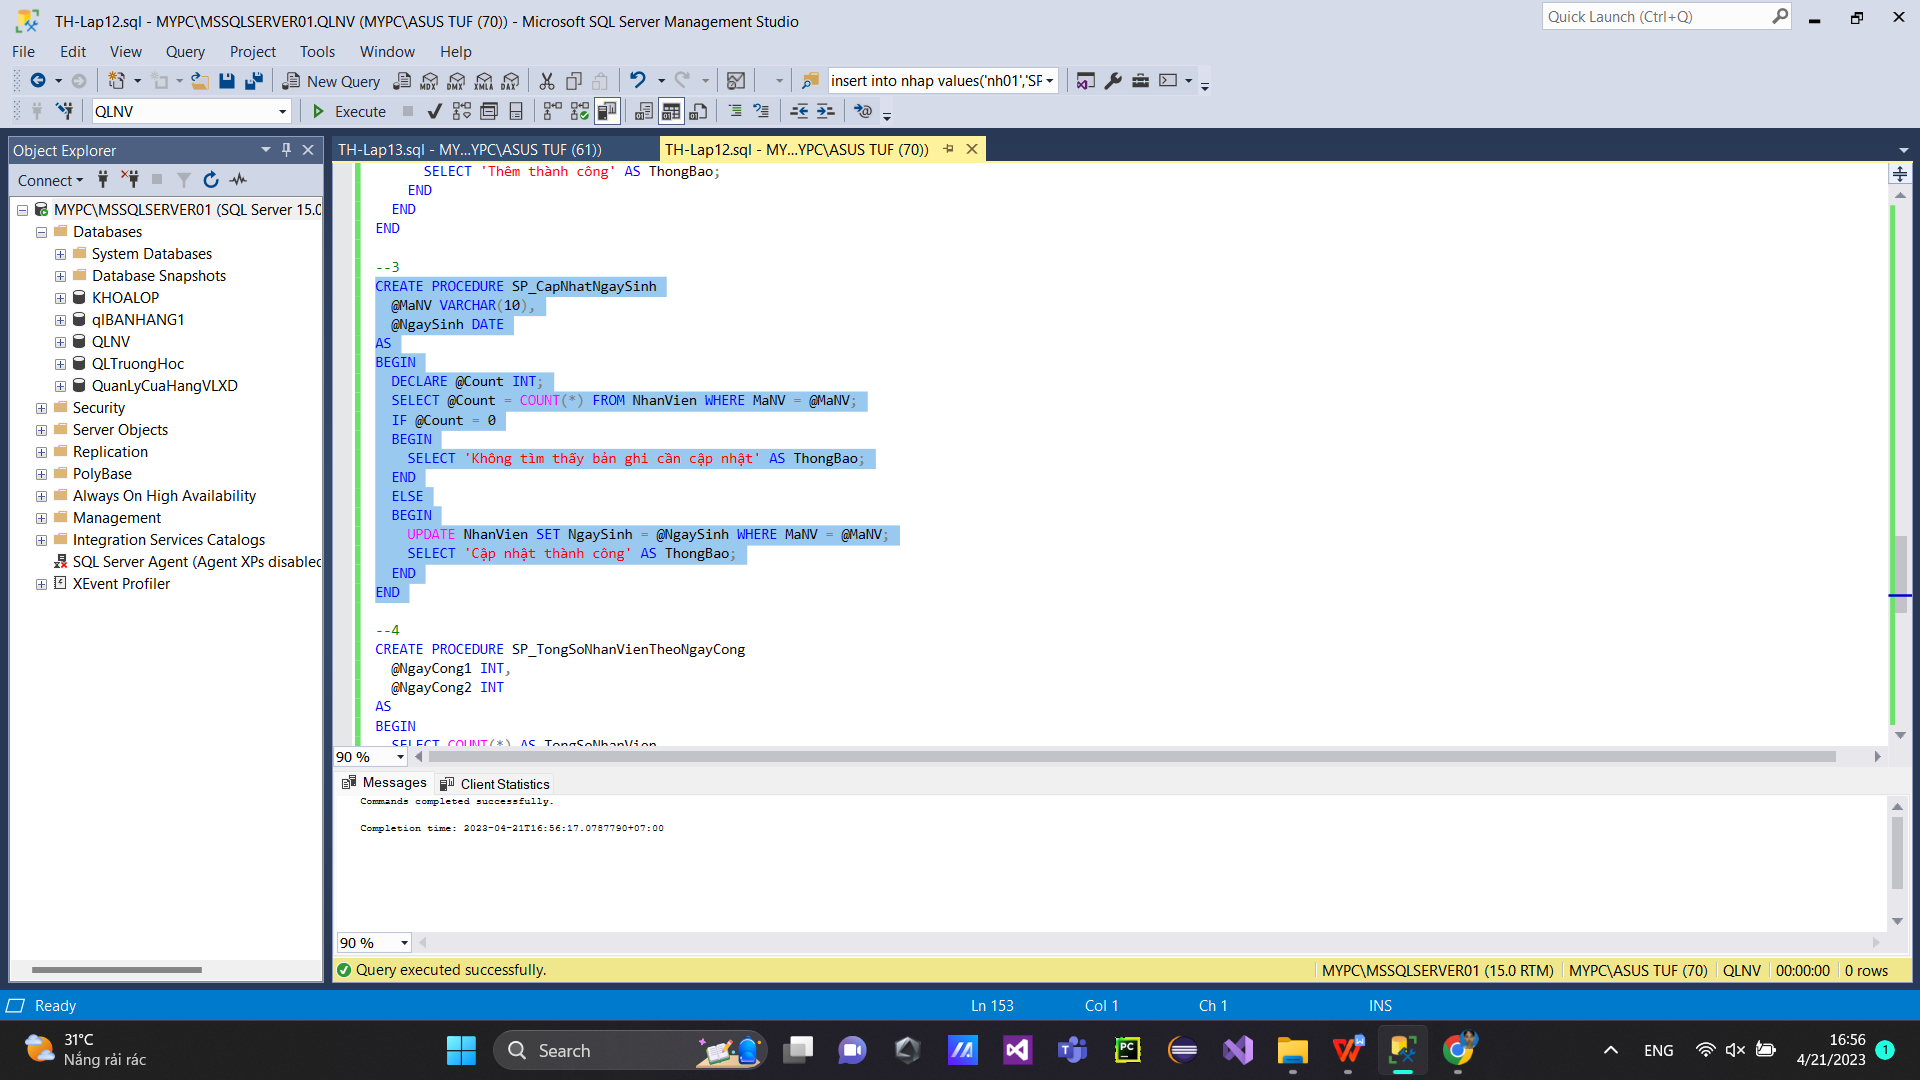 TH-Lap12.sql - MYPC\MSSQLSERVER01.QLNV (MYPC\ASUS TUF (70)) - Microsoft SQL Server Management Studio
Quick Launch (Ctrl+Q)
File Edit View Query Project Tools Window Help
New Query
MDX DMX XMLA DAX
insert into nhap values('nh01','SF
QLNV
Execute
Object Explorer
Connect
MYPC\MSSQLSERVER01 (SQL Server 15.0
Databases
System Databases
Database Snapshots
KHOALOP
qlBANHANG1
QLNV
QLTruongHoc
QuanLyCuaHangVLXD
Security
Server Objects
Replication
PolyBase
Always On High Availability
Management
Integration Services Catalogs
SQL Server Agent (Agent XPs disabled
XEvent Profiler
TH-Lap13.sql - MY...YPC\ASUS TUF (61))
TH-Lap12.sql - MY...YPC\ASUS TUF (70))
SELECT 'Thêm thành công' AS ThongBao;
END
END
END
--3
CREATE PROCEDURE SP_CapNhatNgaySinh
@MaNV VARCHAR(10),
@NgaySinh DATE
AS
BEGIN
DECLARE @Count INT;
SELECT @Count = COUNT(*) FROM NhanVien WHERE MaNV = @MaNV;
IF @Count = 0
BEGIN
SELECT 'Không tìm thấy bản ghi cần cập nhật' AS ThongBao;
END
ELSE
BEGIN
UPDATE NhanVien SET NgaySinh = @NgaySinh WHERE MaNV = @MaNV;
SELECT 'Cập nhật thành công' AS ThongBao;
END
END
--4
CREATE PROCEDURE SP_TongSoNhanVienTheoNgayCong
@NgayCong1 INT,
@NgayCong2 INT
AS
BEGIN
SELECT COUNT(*) AS TongSoNhanVien
90 %
Messages Client Statistics
Commands completed successfully.
Completion time: 2023-04-21T16:56:17.0787790+07:00
90 %
Query executed successfully.
MYPC\MSSQLSERVER01 (15.0 RTM) MYPC\ASUS TUF (70) QLNV 00:00:00 0 rows
Ready Ln 153 Col 1 Ch 1 INS
31°C
Nắng rải rác
Search
PC
ENG
16:56
4/21/2023
1